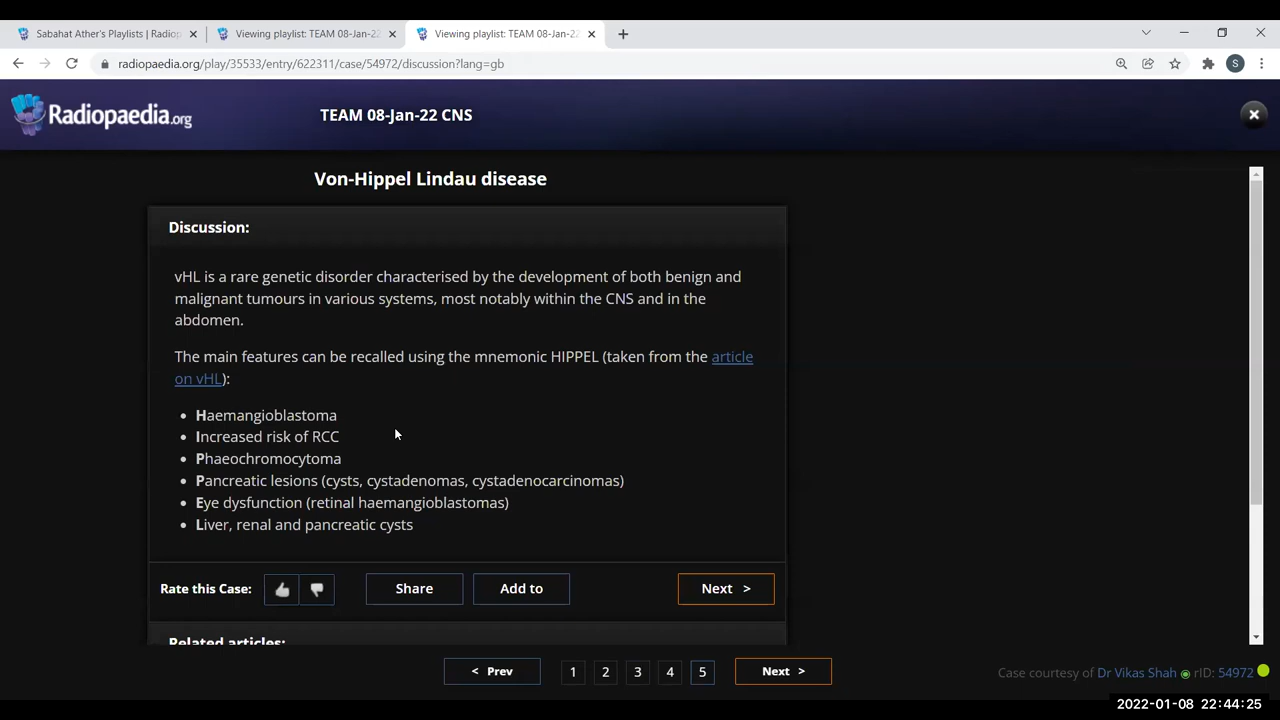 Sabahat Ather's Playlists | Radiop
Viewing playlist: TEAM 08-Jan-22
Viewing playlist: TEAM 08-Jan-22
radiopaedia.org/play/35533/entry/622311/case/54972/discussion?lang=gb
S
Radiopaedia.org
TEAM 08-Jan-22 CNS
Von-Hippel Lindau disease
Discussion:
vHL is a rare genetic disorder characterised by the development of both benign and
malignant tumours in various systems, most notably within the CNS and in the
abdomen.
The main features can be recalled using the mnemonic HIPPEL (taken from the article
on vHL):
• Haemangioblastoma
• Increased risk of RCC
• Phaeochromocytoma
• Pancreatic lesions (cysts, cystadenomas, cystadenocarcinomas)
• Eye dysfunction (retinal haemangioblastomas)
• Liver, renal and pancreatic cysts
Rate this Case:
Share
Add to
Next >
Related articles:
< Prev
1 2 3 4 5
Next >
Case courtesy of Dr Vikas Shah rID: 54972
2022-01-08 22:44:25